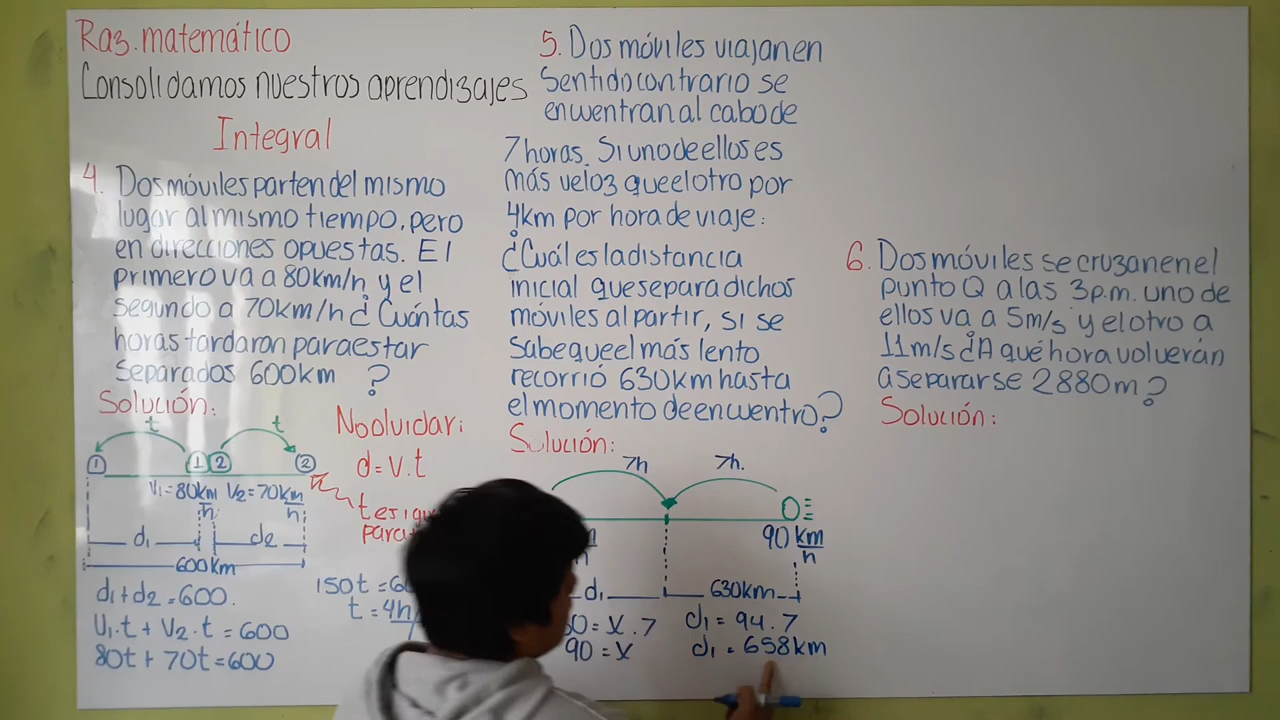 Raz. matemático
Consolidamos nuestros aprendizajes
Integral
4. Dos móviles parten del mismo
lugar al mismo tiempo, pero
en direcciones opuestas. El
primero va a 80km/h y el
segundo a 70km/h ¿Cuántas
horas tardaran para estar
separados 600km ?
Solución:
t t
1 1 2 2
V1=80km/h V2=70km/h
d1 d2
600km
d1+d2=600.
V1.t+V2.t=600
80t+70t=600
No olvidar:
d=v.t
t es
para
150t=6
t=4h
5. Dos móviles viajan en
sentido contrario se
encuentran al cabo de
7 horas. Si uno de ellos es
más veloz que el otro por
4km por hora de viaje:
¿Cuál es la distancia
inicial que separa dichos
móviles al partir, si se
sabe que el más lento
recorrió 630km hasta
el momento de encuentro?
Solución:
7h 7h.
h 90 km/h
d1 630km
0=x.7
90=x
d1=94.7
d1=658km
6. Dos móviles se cruzan en el
punto Q a las 3p.m. uno de
ellos va a 5m/s y el otro a
11m/s ¿A qué hora volverán
a separarse 2880m?
Solución: